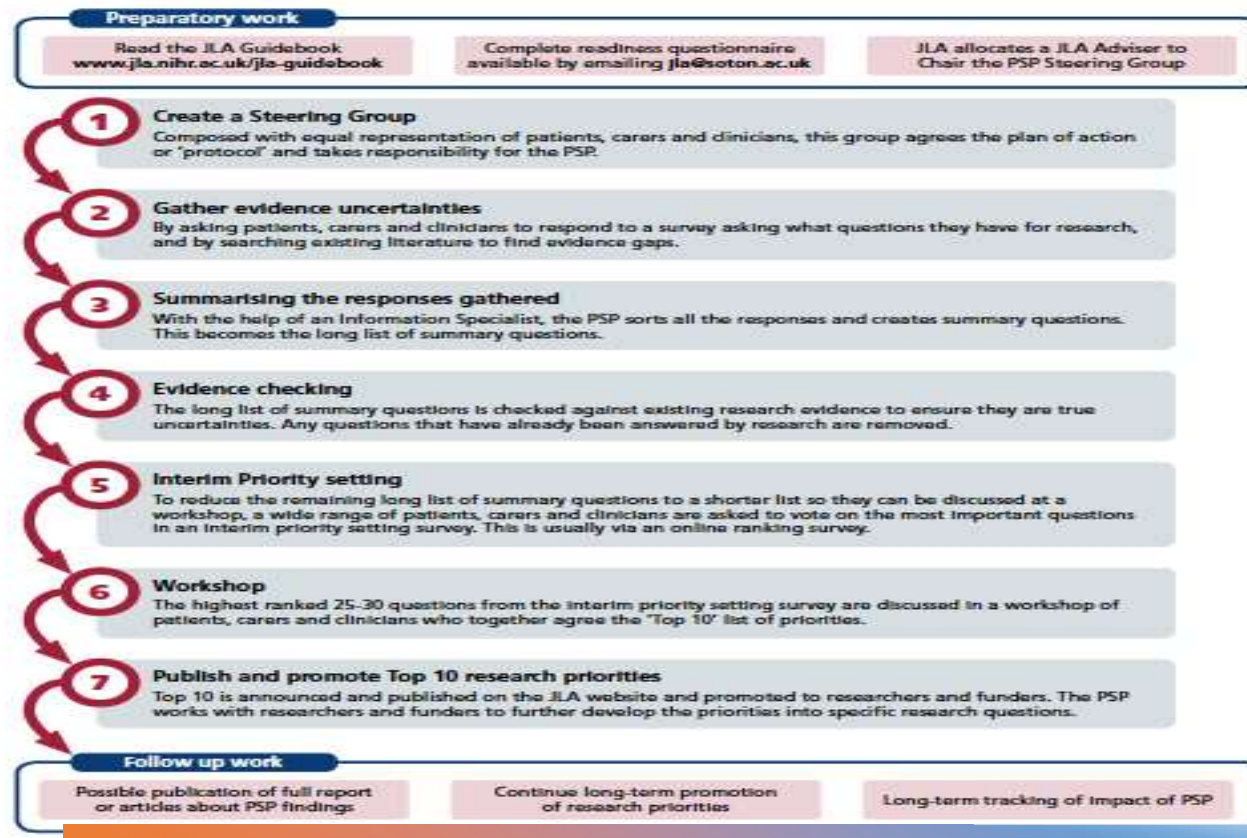 Preparatory work
Read the JLA Guidebook
www.jla.nihr.ac.uk/jla-guidebook
Complete readiness questionnaire
available by emailing jla@soton.ac.uk
JLA allocates a JLA Adviser to
Chair the PSP Steering Group
1
Create a Steering Group
Composed with equal representation of patients, carers and clinicians, this group agrees the plan of action
or 'protocol' and takes responsibility for the PSP.
2
Gather evidence uncertainties
By asking patients, carers and clinicians to respond to a survey asking what questions they have for research,
and by searching existing literature to find evidence gaps.
3
Summarising the responses gathered
With the help of an Information Specialist, the PSP sorts all the responses and creates summary questions.
This becomes the long list of summary questions.
4
Evidence checking
The long list of summary questions is checked against existing research evidence to ensure they are true
uncertainties. Any questions that have already been answered by research are removed.
5
Interim Priority setting
To reduce the remaining long list of summary questions to a shorter list so they can be discussed at a
workshop, a wide range of patients, carers and clinicians are asked to vote on the most important questions
in an interim priority setting survey. This is usually via an online ranking survey.
6
Workshop
The highest ranked 25-30 questions from the interim priority setting survey are discussed in a workshop of
patients, carers and clinicians who together agree the 'Top 10' list of priorities.
7
Publish and promote Top 10 research priorities
Top 10 is announced and published on the JLA website and promoted to researchers and funders. The PSP
works with researchers and funders to further develop the priorities into specific research questions.
Follow up work
Possible publication of full report
or articles about PSP findings
Continue long-term promotion
of research priorities
Long-term tracking of impact of PSP